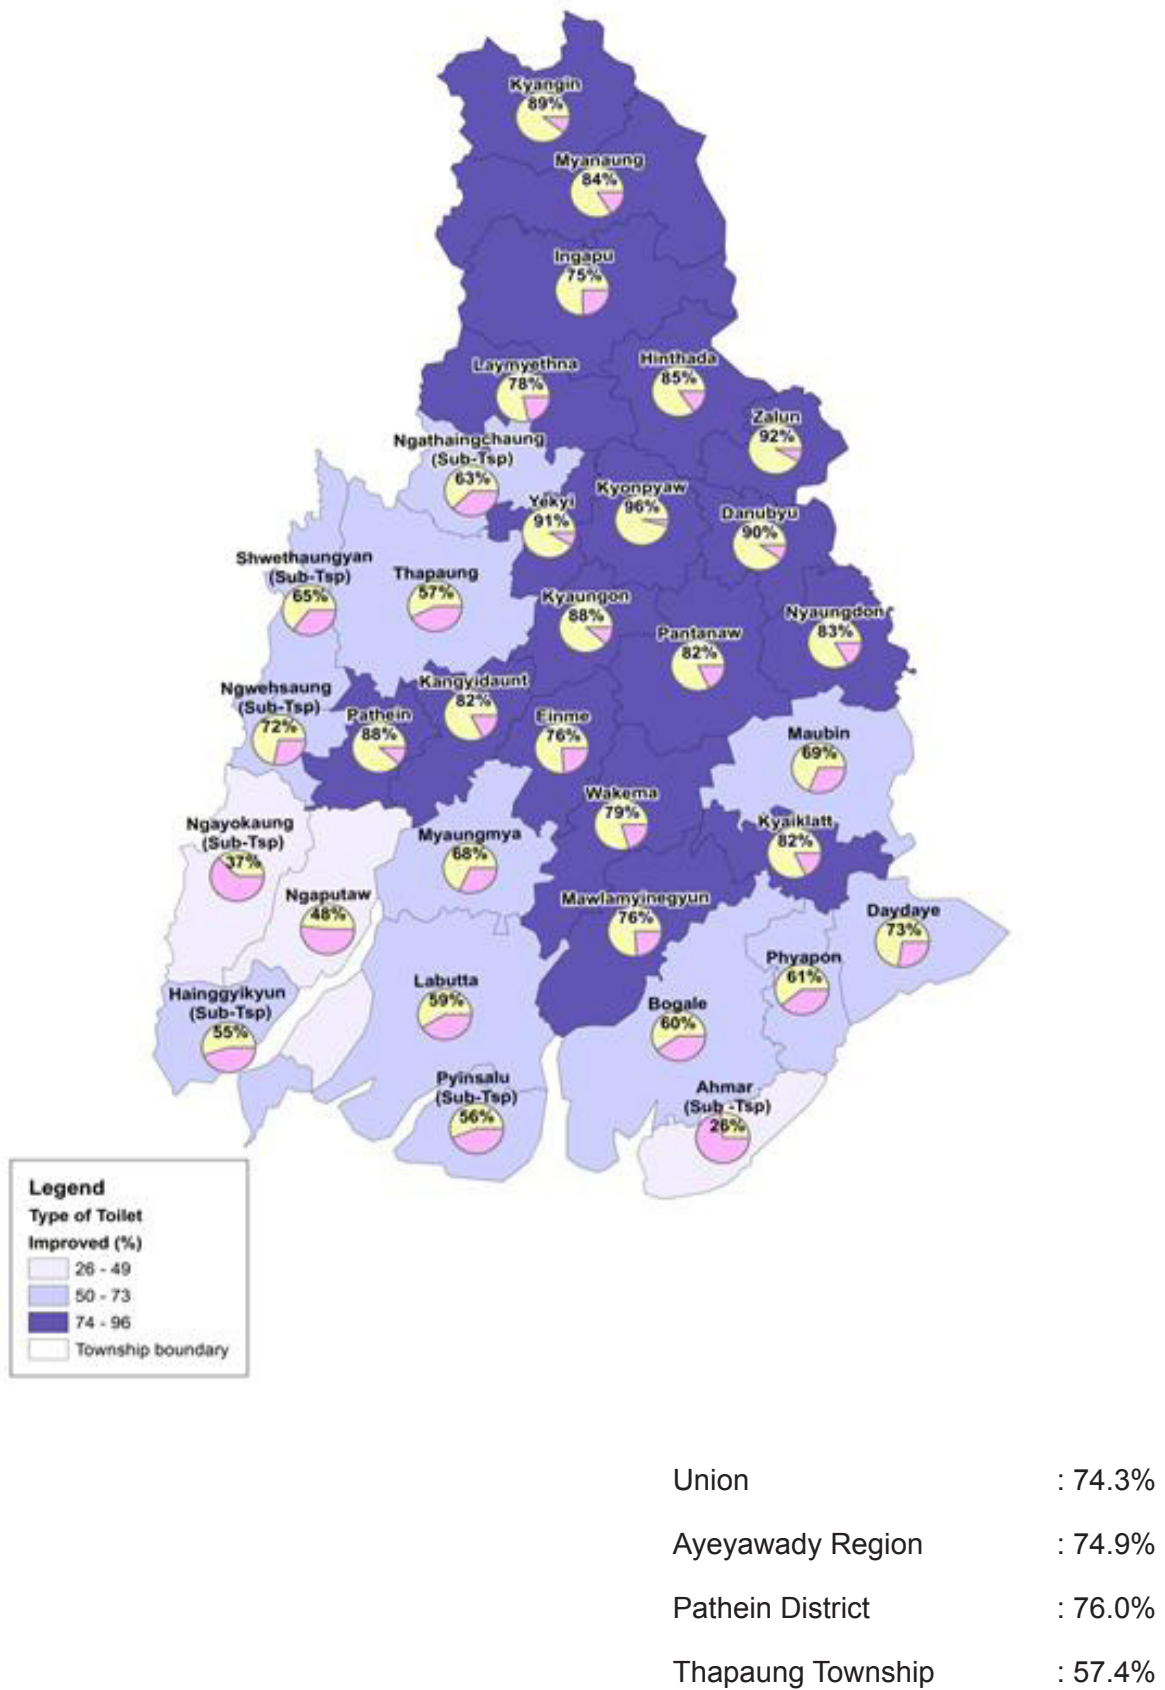 Kyangin
89%
Myanaung
84%
Ingapu
75%
Laymyethna
78%
Hinthada
85%
Zalun
92%
Ngathaingchaung
(Sub-Tsp)
63%
Yekyi
91%
Kyonpyaw
96%
Danubyu
90%
Shwethaungyan
(Sub-Tsp)
65%
Thapaung
57%
Kyaungon
88%
Pantanaw
82%
Nyaungdon
83%
Ngwehsaung
(Sub-Tsp)
72%
Pathein
88%
Kangyidaunt
82%
Einme
76%
Maubin
69%
Wakema
79%
Kyaiklatt
82%
Ngayokaung
(Sub-Tsp)
37%
Myaungmya
68%
Ngaputaw
48%
Mawlamyinegyun
76%
Daydaye
73%
Phyapon
61%
Hainggyikyun
(Sub-Tsp)
55%
Labutta
59%
Bogale
60%
Pyinsalu
(Sub-Tsp)
56%
Ahmar
(Sub -Tsp)
26%
Legend
Type of Toilet
Improved (%)
26 - 49
50 - 73
74 - 96
Township boundary
Union : 74.3%
Ayeyawady Region : 74.9%
Pathein District : 76.0%
Thapaung Township : 57.4%